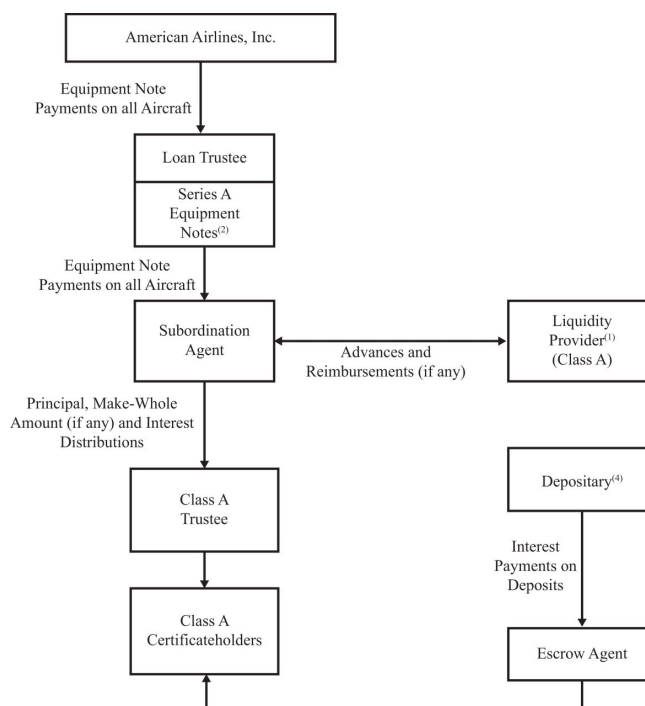 American Airlines, Inc.
Equipment Note
Payments on all Aircraft
Loan Trustee
Series A
Equipment
Notes(2)
Equipment Note
Payments on all Aircraft
Subordination
Agent
Advances and
Reimbursements (if any)
Liquidity
Provider(1)
(Class A)
Principal, Make-Whole
Amount (if any) and Interest
Distributions
Class A
Trustee
Depositary(4)
Interest
Payments on
Deposits
Class A
Certificateholders
Escrow Agent